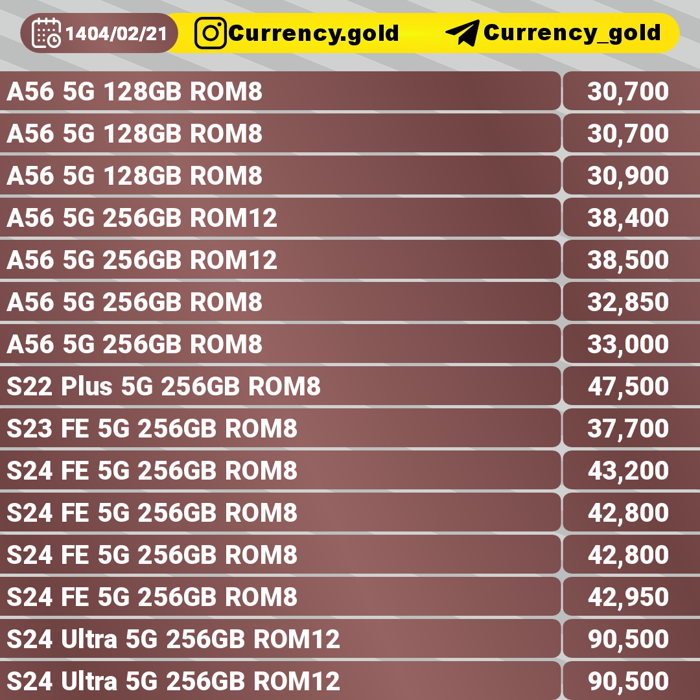 1404/02/21 Currency.gold Currency_gold
A56 5G 128GB ROM8 30,700
A56 5G 128GB ROM8 30,700
A56 5G 128GB ROM8 30,900
A56 5G 256GB ROM12 38,400
A56 5G 256GB ROM12 38,500
A56 5G 256GB ROM8 32,850
A56 5G 256GB ROM8 33,000
S22 Plus 5G 256GB ROM8 47,500
S23 FE 5G 256GB ROM8 37,700
S24 FE 5G 256GB ROM8 43,200
S24 FE 5G 256GB ROM8 42,800
S24 FE 5G 256GB ROM8 42,800
S24 FE 5G 256GB ROM8 42,950
S24 Ultra 5G 256GB ROM12 90,500
S24 Ultra 5G 256GB ROM12 90,500